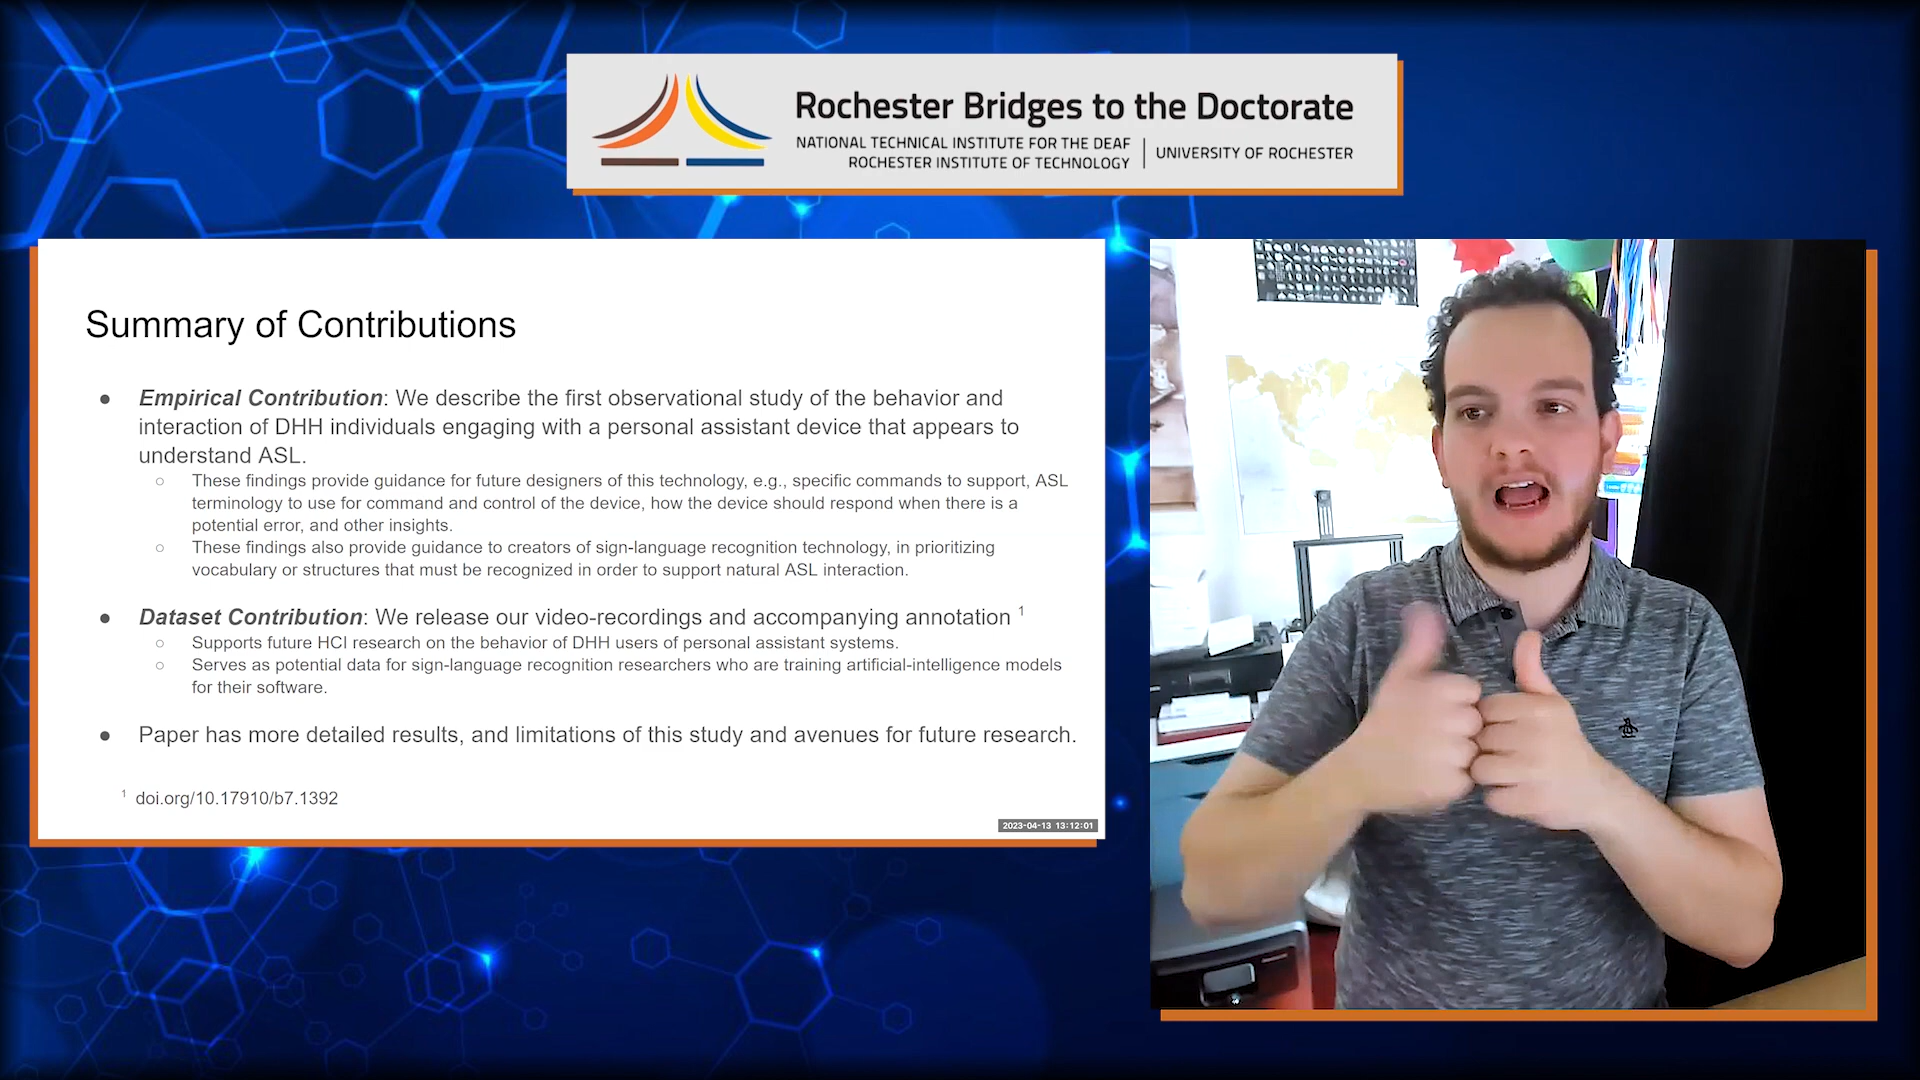 Rochester Bridges to the Doctorate
NATIONAL TECHNICAL INSTITUTE FOR THE DEAF
ROCHESTER INSTITUTE OF TECHNOLOGY
UNIVERSITY OF ROCHESTER
Summary of Contributions
● Empirical Contribution: We describe the first observational study of the behavior and
interaction of DHH individuals engaging with a personal assistant device that appears to
understand ASL.
○ These findings provide guidance for future designers of this technology, e.g., specific commands to support, ASL
terminology to use for command and control of the device, how the device should respond when there is a
potential error, and other insights.
○ These findings also provide guidance to creators of sign-language recognition technology, in prioritizing
vocabulary or structures that must be recognized in order to support natural ASL interaction.
● Dataset Contribution: We release our video-recordings and accompanying annotation 1
○ Supports future HCI research on the behavior of DHH users of personal assistant systems.
○ Serves as potential data for sign-language recognition researchers who are training artificial-intelligence models
for their software.
● Paper has more detailed results, and limitations of this study and avenues for future research.
1 doi.org/10.17910/b7.1392
2023-04-13 13:12:01